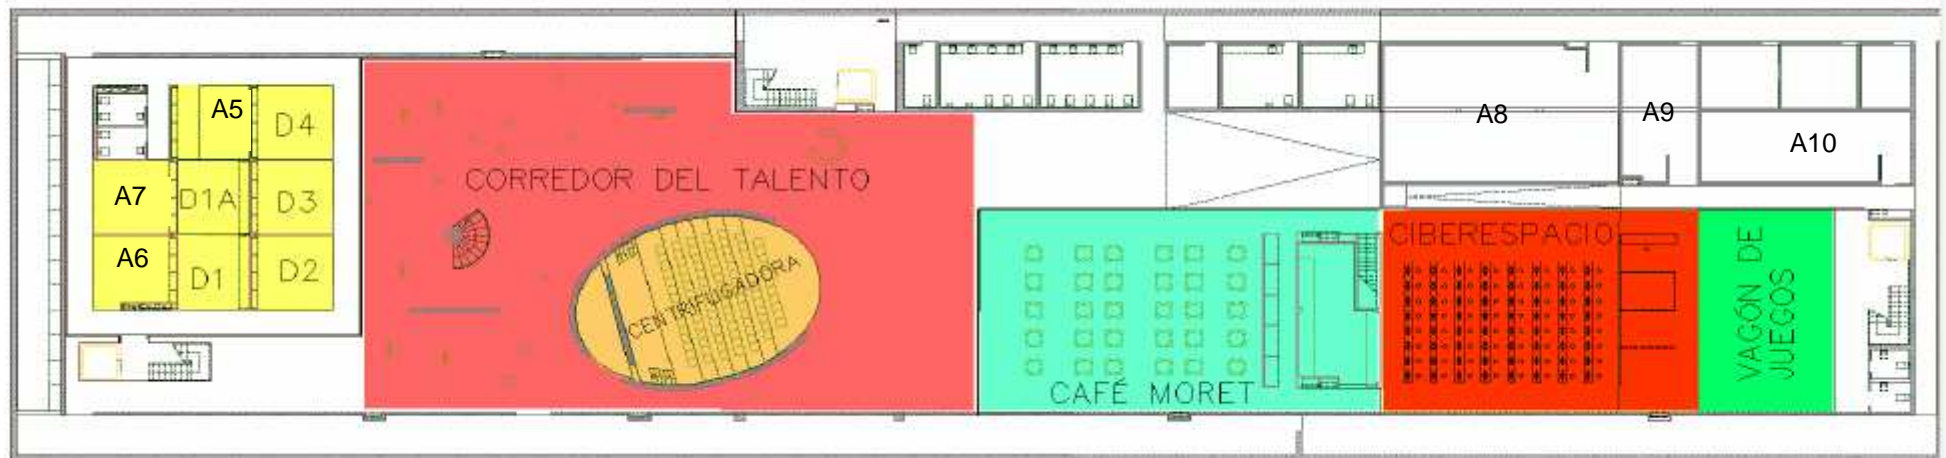 A5
D4
A7
D1A
D3
A6
D1
D2
CORREDOR DEL TALENTO
CENTRIFUGADORA
CAFÉ MORET
CIBERESPACIO
VAGÓN DE
JUEGOS
A8
A9
A10